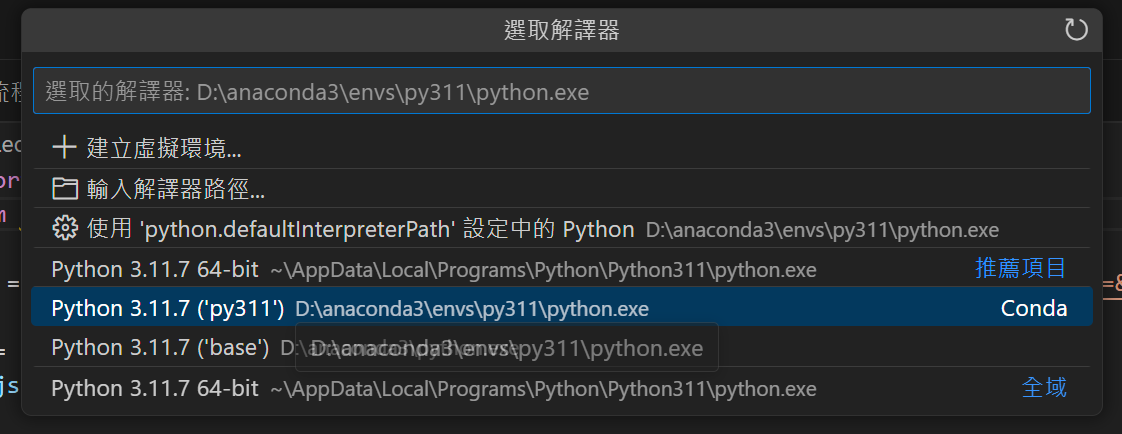 選取解譯器
選取的解譯器: D:\anaconda3\envs\py311\python.exe
建立虛擬環境...
輸入解譯器路徑...
使用 'python.defaultInterpreterPath' 設定中的 Python D:\anaconda3\envs\py311\python.exe
Python 3.11.7 64-bit ~\AppData\Local\Programs\Python\Python311\python.exe 推薦項目
Python 3.11.7 ('py311') D:\anaconda3\envs\py311\python.exe Conda
Python 3.11.7 ('base') D:\anaconda3\python.exe
D:\anaconda3\envs\py311\python.exe
Python 3.11.7 64-bit ~\AppData\Local\Programs\Python\Python311\python.exe 全域